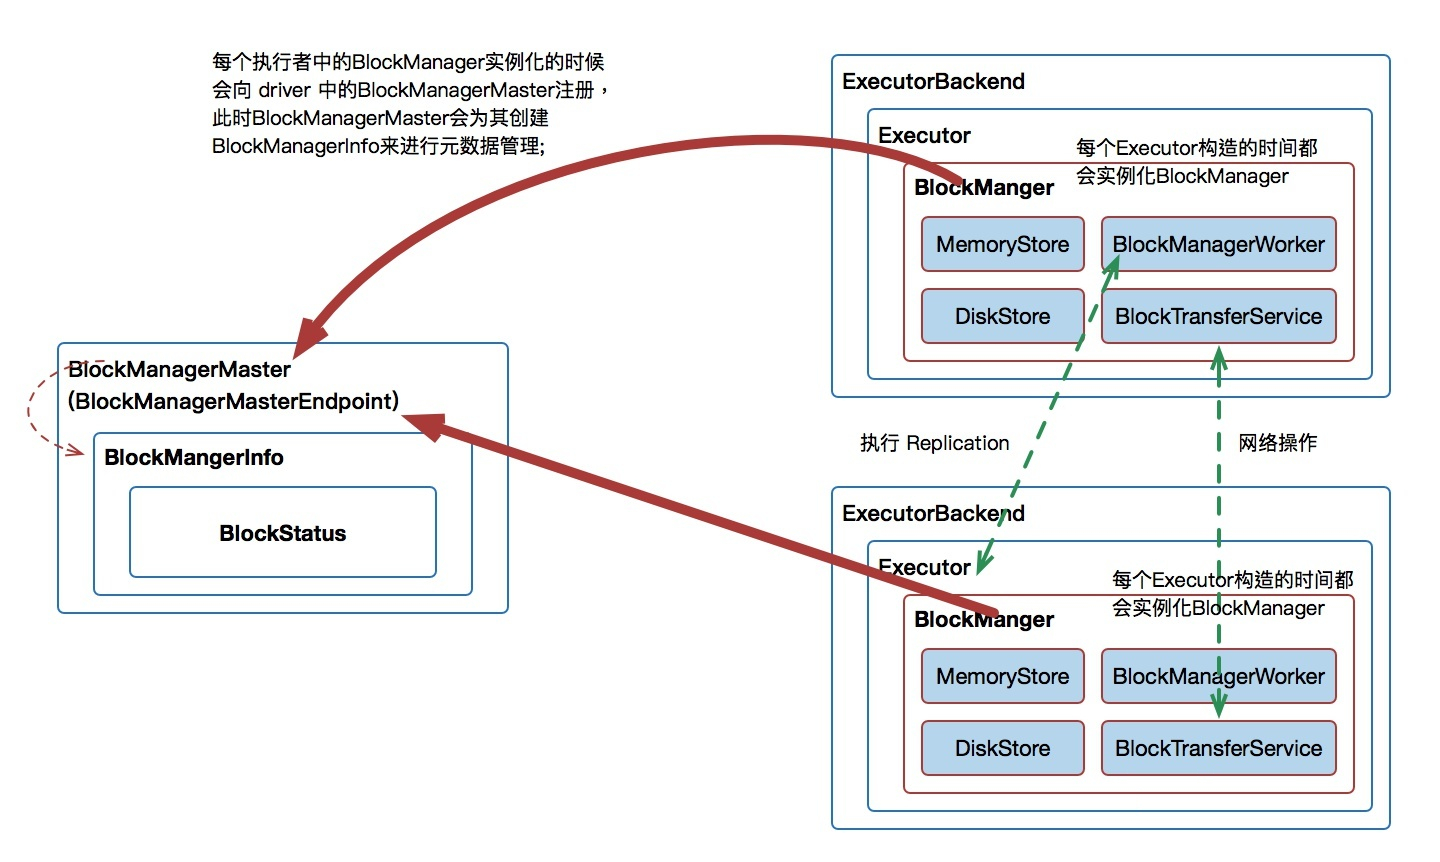 每个执行者中的BlockManager实例化的时候
会向 driver 中的BlockManagerMaster注册，
此时BlockManagerMaster会为其创建
BlockManagerInfo来进行元数据管理;
ExecutorBackend
Executor
每个Executor构造的时间都
会实例化BlockManager
BlockManger
MemoryStore
BlockManagerWorker
DiskStore
BlockTransferService
BlockManagerMaster
(BlockManagerMasterEndpoint)
BlockMangerInfo
BlockStatus
执行 Replication
网络操作
ExecutorBackend
Executor
每个Executor构造的时间都
会实例化BlockManager
BlockManger
MemoryStore
BlockManagerWorker
DiskStore
BlockTransferService